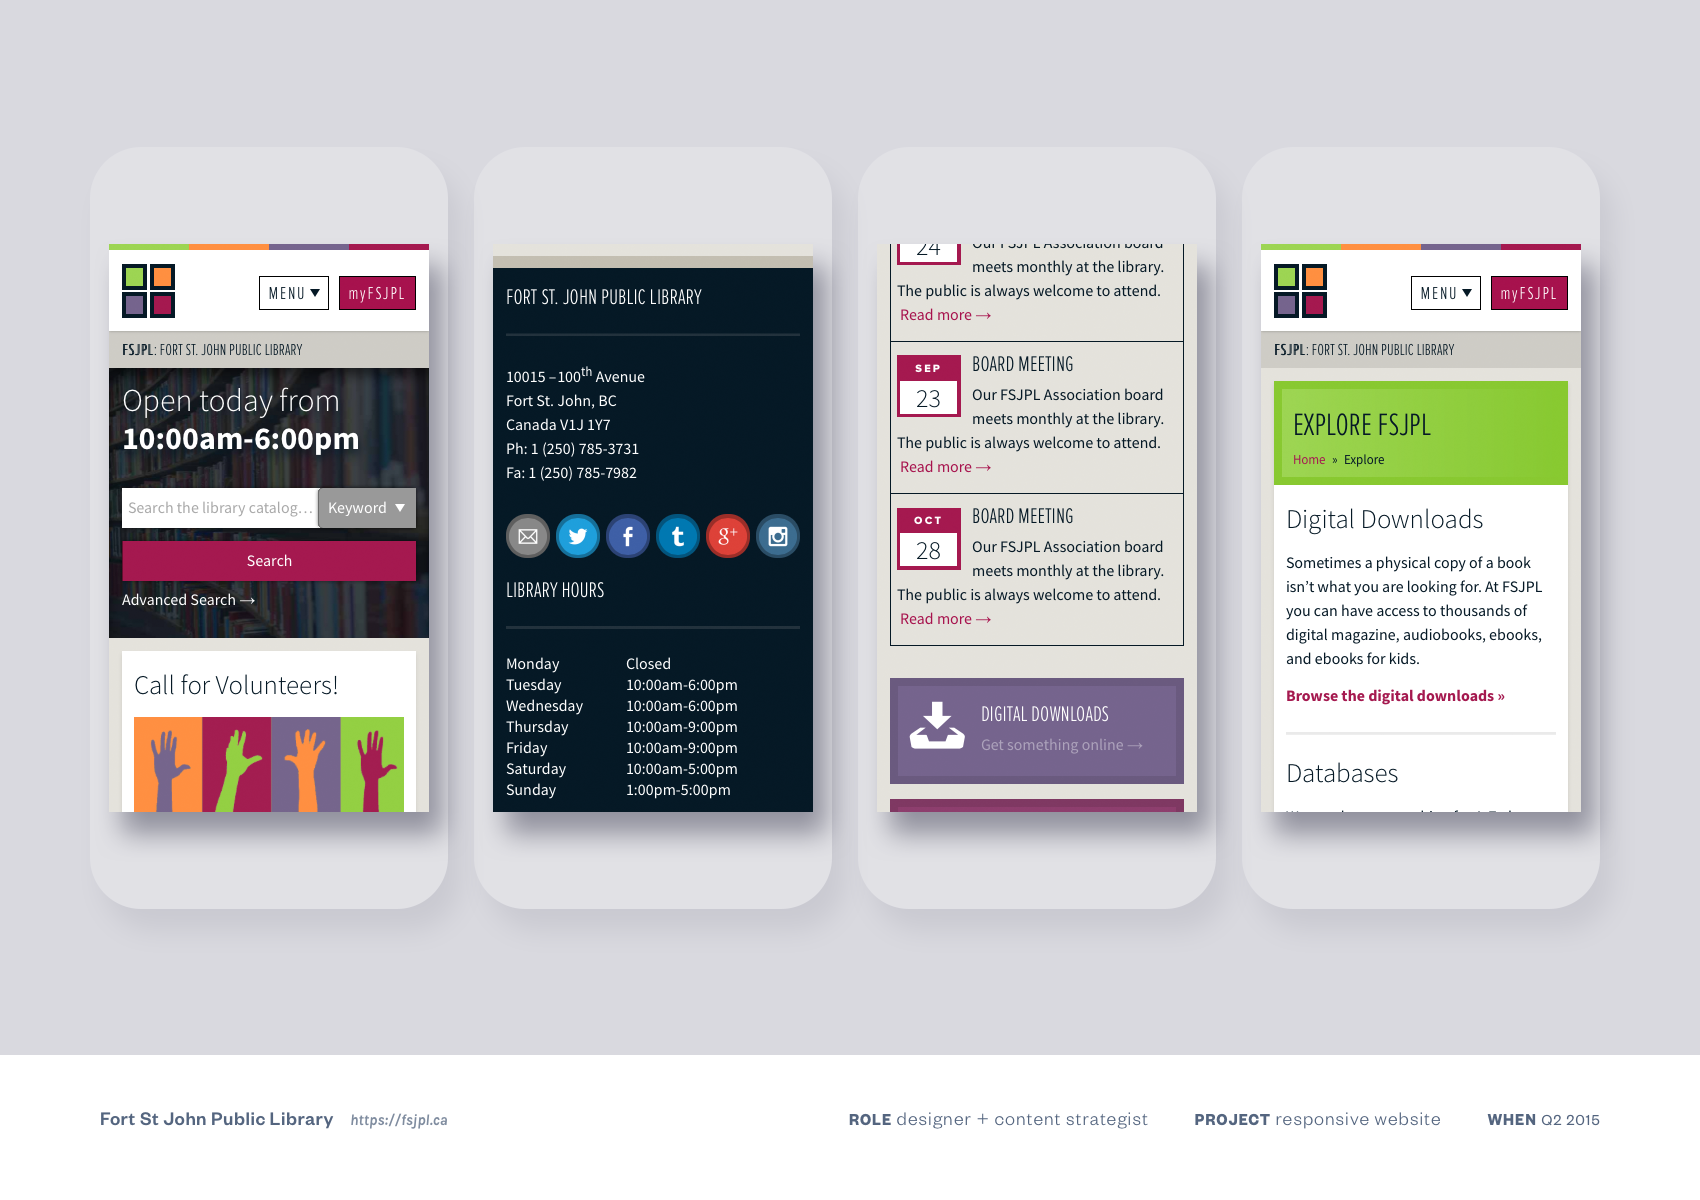 MENU ▼
myFSJPL
FSJPL: FORT ST. JOHN PUBLIC LIBRARY
Open today from
10:00am-6:00pm
Search the library catalog...
Keyword ▼
Search
Advanced Search →
Call for Volunteers!
FORT ST. JOHN PUBLIC LIBRARY
10015 –100th Avenue
Fort St. John, BC
Canada V1J 1Y7
Ph: 1 (250) 785-3731
Fa: 1 (250) 785-7982
f
t
g+
LIBRARY HOURS
Monday Closed
Tuesday 10:00am-6:00pm
Wednesday 10:00am-6:00pm
Thursday 10:00am-9:00pm
Friday 10:00am-9:00pm
Saturday 10:00am-5:00pm
Sunday 1:00pm-5:00pm
24
Our FSJPL Association board
meets monthly at the library.
The public is always welcome to attend.
Read more →
SEP
23
BOARD MEETING
Our FSJPL Association board
meets monthly at the library.
The public is always welcome to attend.
Read more →
OCT
28
BOARD MEETING
Our FSJPL Association board
meets monthly at the library.
The public is always welcome to attend.
Read more →
DIGITAL DOWNLOADS
Get something online →
MENU ▼
myFSJPL
FSJPL: FORT ST. JOHN PUBLIC LIBRARY
EXPLORE FSJPL
Home » Explore
Digital Downloads
Sometimes a physical copy of a book
isn’t what you are looking for. At FSJPL
you can have access to thousands of
digital magazine, audiobooks, ebooks,
and ebooks for kids.
Browse the digital downloads »
Databases
Fort St John Public Library https://fsjpl.ca
ROLE designer + content strategist
PROJECT responsive website
WHEN Q2 2015